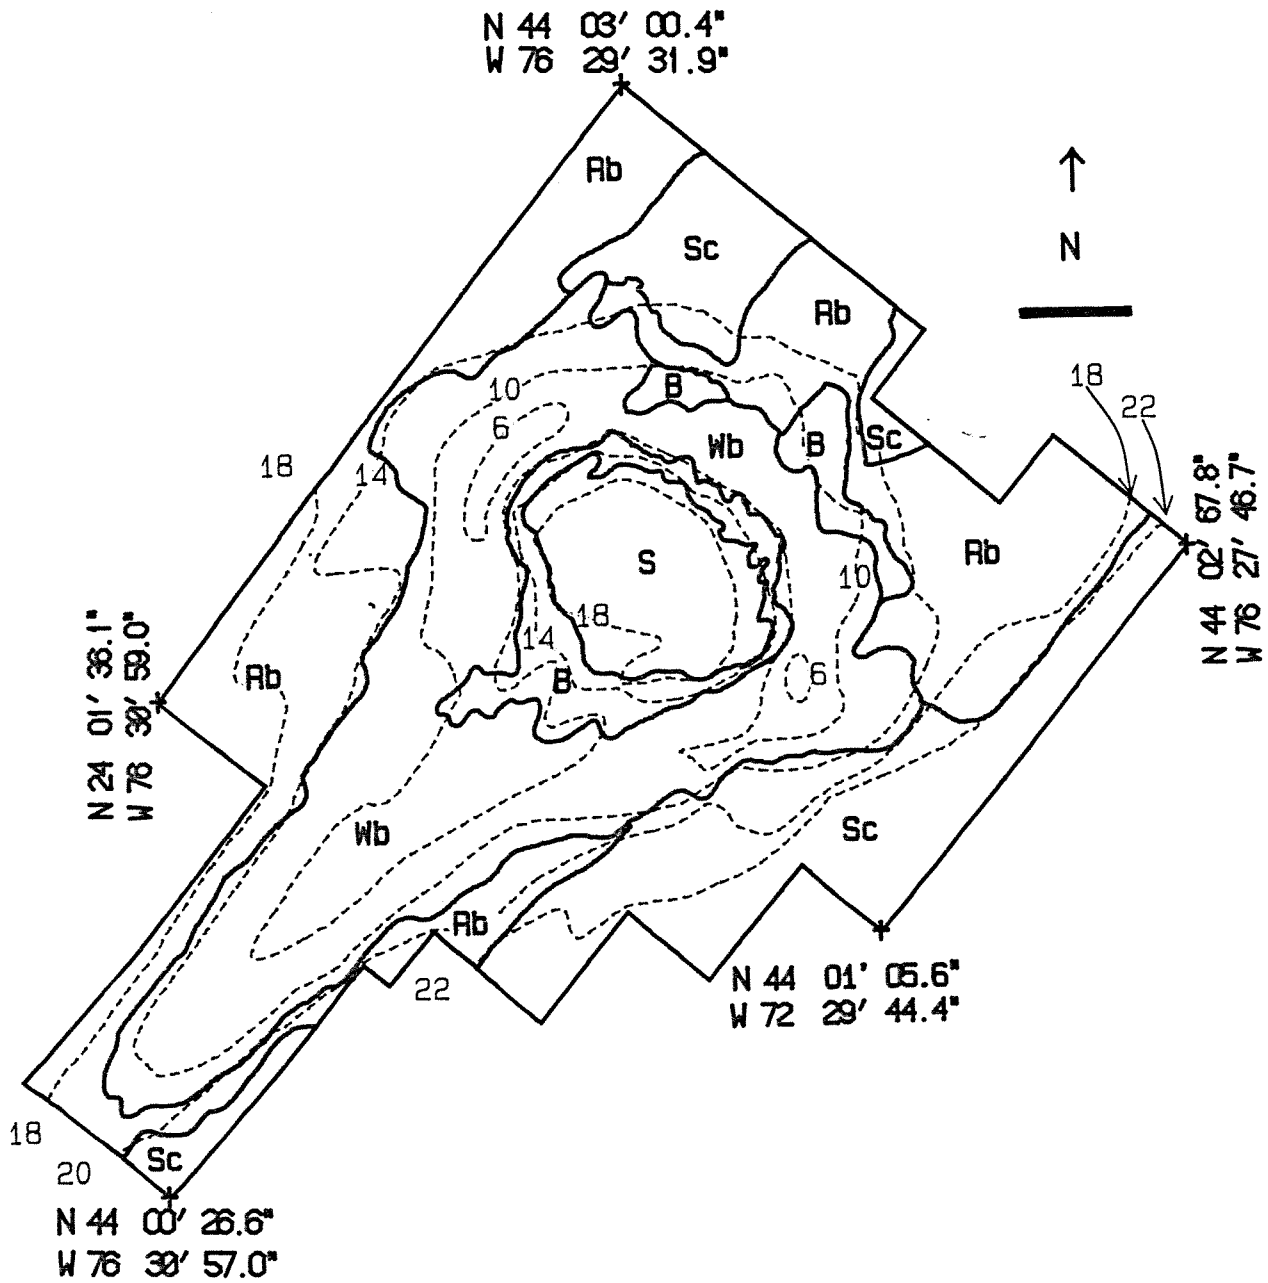 N 44 03' 00.4"
W 76 29' 31.9"
Rb
Sc
N
Rb
18
22
10
B
6
Wb
B
Sc
18
14
N 44 02' 67.8"
W 76 27' 46.7"
Rb
S
10
18
14
N 24 01' 36.1"
W 76 30' 59.0"
Rb
B
6
Wb
Sc
Rb
22
N 44 01' 05.6"
W 72 29' 44.4"
18
20
Sc
N 44 00' 26.6"
W 76 30' 57.0"